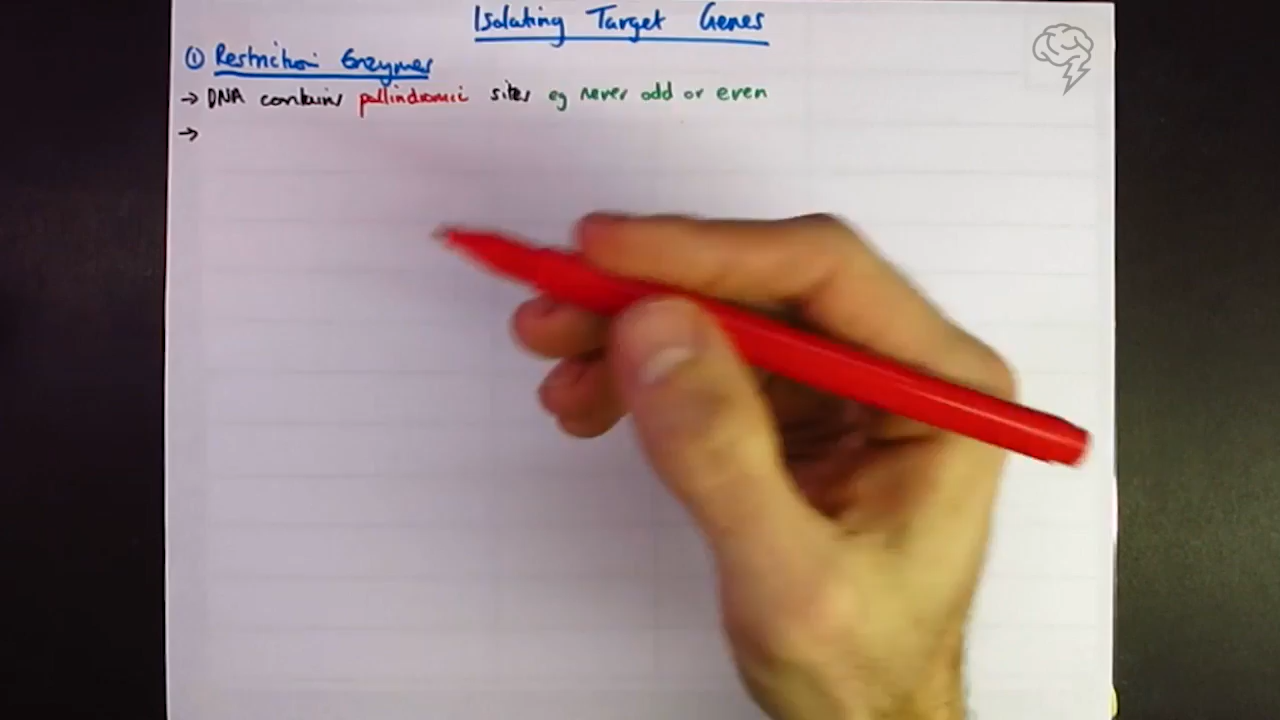 Isolating Target Genes
① Restriction Enzymes
→ DNA contains pallindromic sites eg never odd or even
→